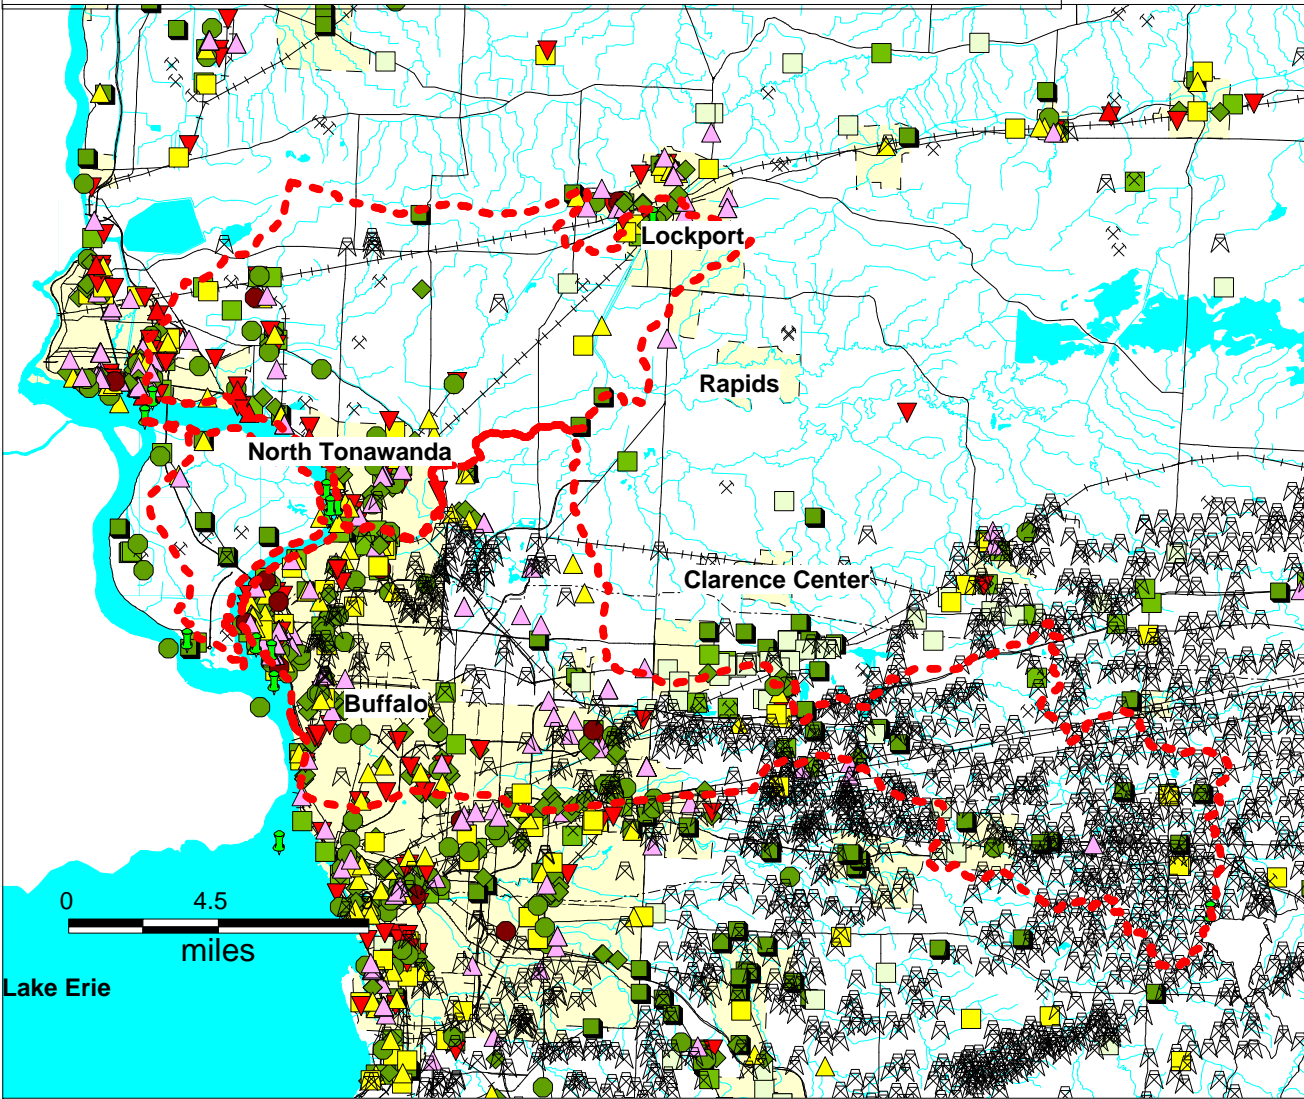 Lockport
Rapids
North Tonawanda
Clarence Center
Buffalo
0 4.5
miles
Lake Erie